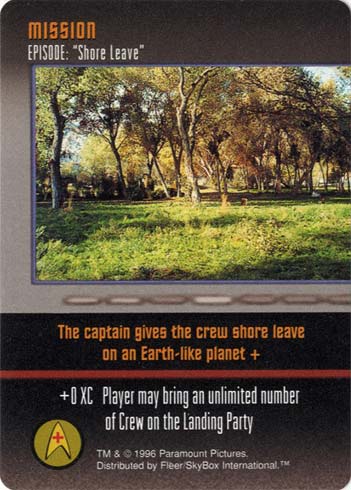 MISSION
EPISODE: "Shore Leave"
The captain gives the crew shore leave
on an Earth-like planet +
+0 XC Player may bring an unlimited number
of Crew on the Landing Party
TM & © 1996 Paramount Pictures.
Distributed by Fleer/SkyBox International.™